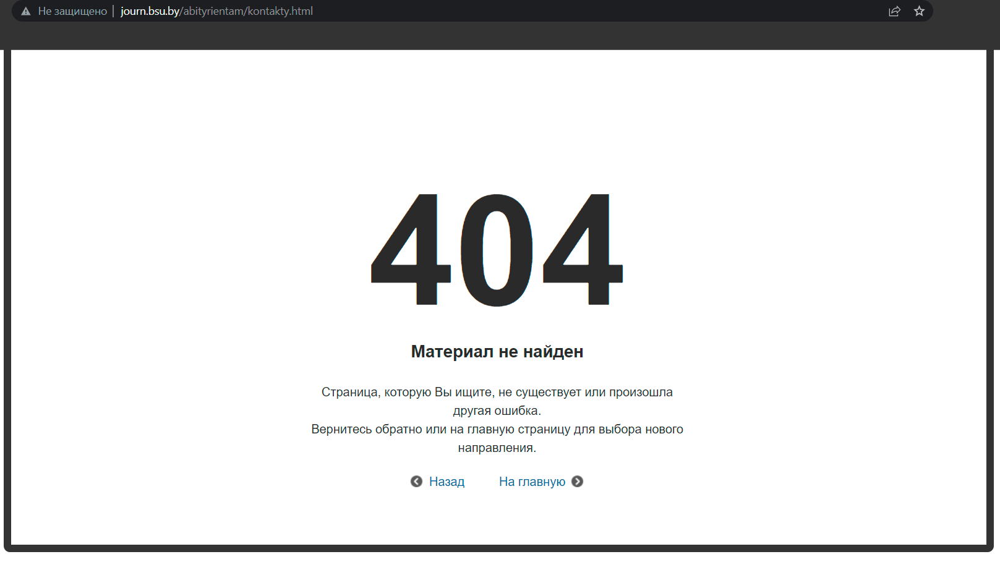 Не защищено | journ.bsu.by/abityrientam/kontakty.html
404
Материал не найден
Страница, которую Вы ищите, не существует или произошла
другая ошибка.
Вернитесь обратно или на главную страницу для выбора нового
направления.
Назад На главную